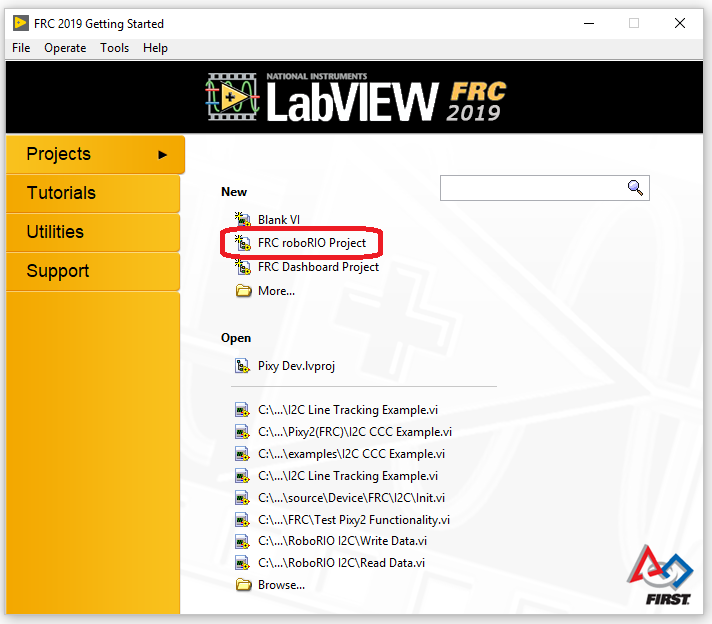 FRC 2019 Getting Started
File Operate Tools Help
NATIONAL INSTRUMENTS
LabVIEW FRC 2019
Projects
Tutorials
Utilities
Support
New
Blank VI
FRC roboRIO Project
FRC Dashboard Project
More...
Open
Pixy Dev.lvproj
C:\...\I2C Line Tracking Example.vi
C:\...\Pixy2(FRC)\I2C CCC Example.vi
C:\...\examples\I2C CCC Example.vi
C:\...\I2C Line Tracking Example.vi
C:\...\source\Device\FRC\I2C\Init.vi
C:\...\FRC\Test Pixy2 Functionality.vi
C:\...\RoboRIO I2C\Write Data.vi
C:\...\RoboRIO I2C\Read Data.vi
Browse...
FIRST